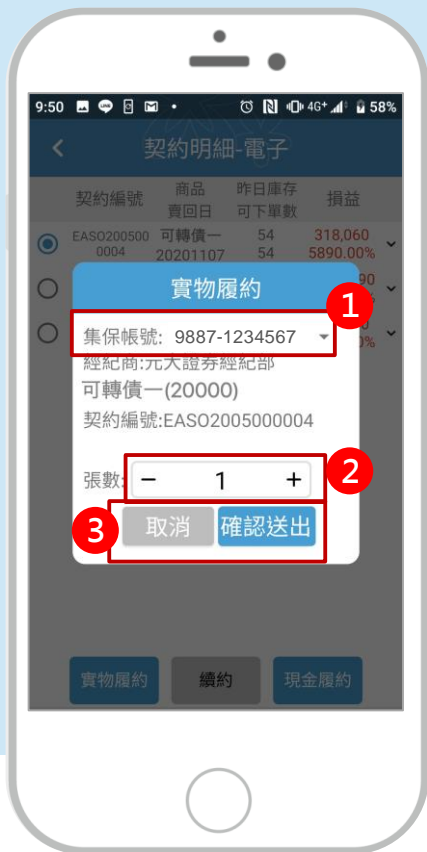 9:50 4G+ 58%
契約明細-電子
契約編號 商品 賣回日 昨日庫存 可下單數 損益
EASO200500 0004 可轉債一 20201107 54 54 318,060 5890.00%
90
實物履約
1
集保帳號: 9887-1234567
經紀商:元大證券經紀部
可轉債一(20000)
契約編號:EASO2005000004
張數: − 1 + 2
3 取消 確認送出
實物履約 續約 現金履約